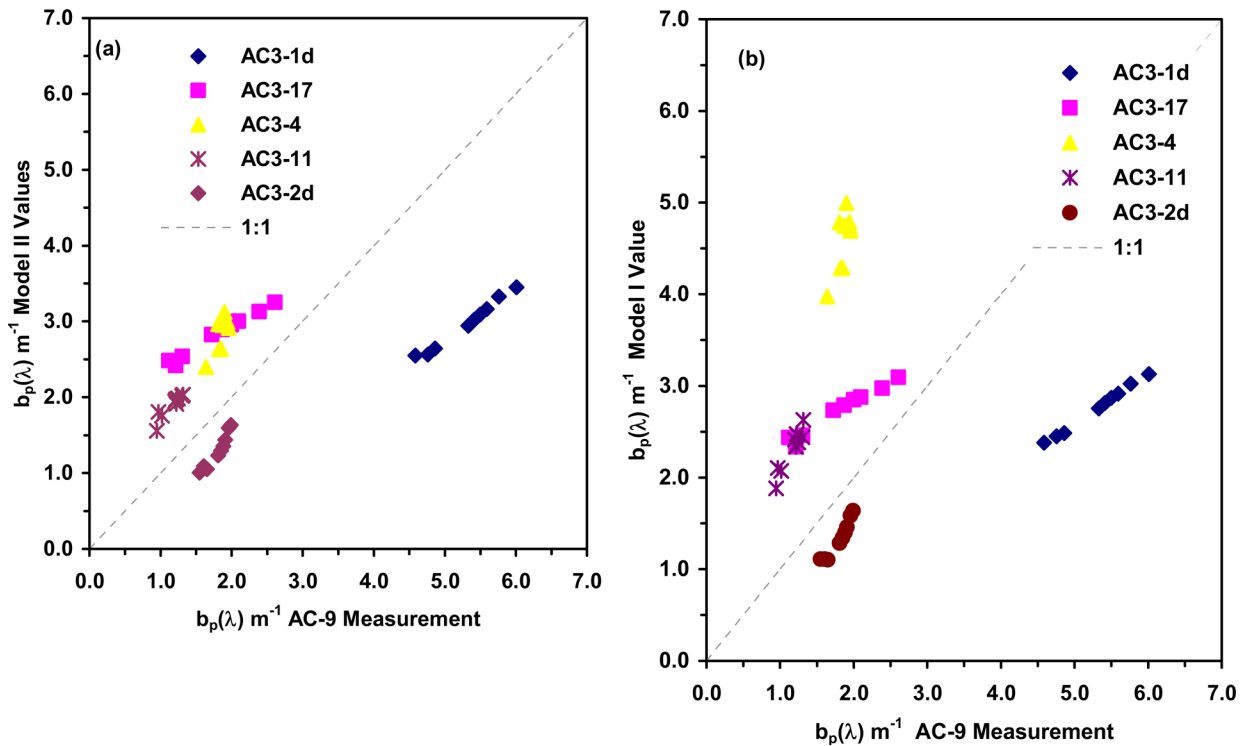 (a)
AC3-1d
AC3-17
AC3-4
AC3-11
AC3-2d
1:1
7.0
6.0
5.0
4.0
3.0
2.0
1.0
0.0
bₚ(λ) m⁻¹ Model II Values
0.0 1.0 2.0 3.0 4.0 5.0 6.0 7.0
bₚ(λ) m⁻¹ AC-9 Measurement
(b)
AC3-1d
AC3-17
AC3-4
AC3-11
AC3-2d
1:1
7.0
6.0
5.0
4.0
3.0
2.0
1.0
0.0
bₚ(λ) m⁻¹ Model I Value
0.0 1.0 2.0 3.0 4.0 5.0 6.0 7.0
bₚ(λ) m⁻¹ AC-9 Measurement